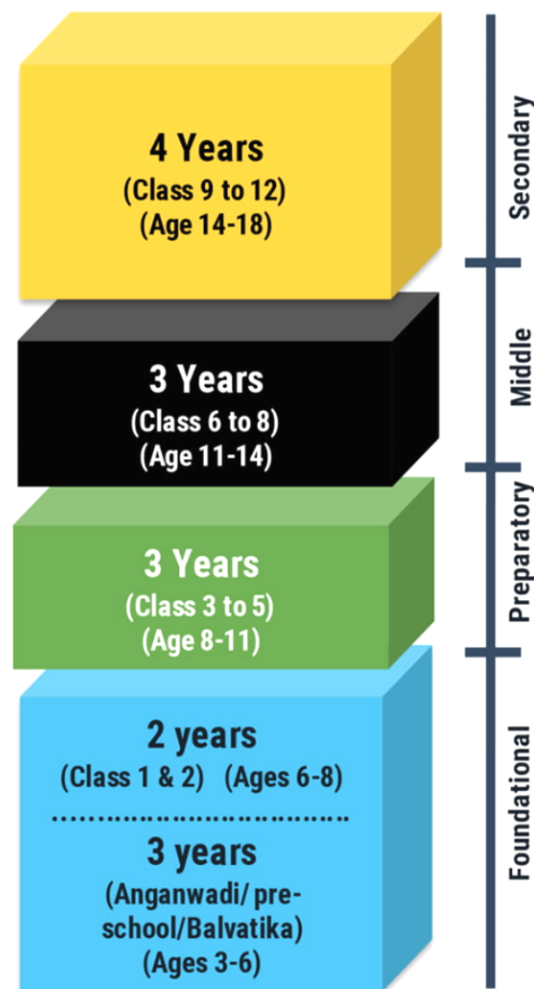 4 Years
(Class 9 to 12)
(Age 14-18)
Secondary
3 Years
(Class 6 to 8)
(Age 11-14)
Middle
3 Years
(Class 3 to 5)
(Age 8-11)
Preparatory
2 years
(Class 1 & 2) (Ages 6-8)
3 years
(Anganwadi/ pre-
school/Balvatika)
(Ages 3-6)
Foundational